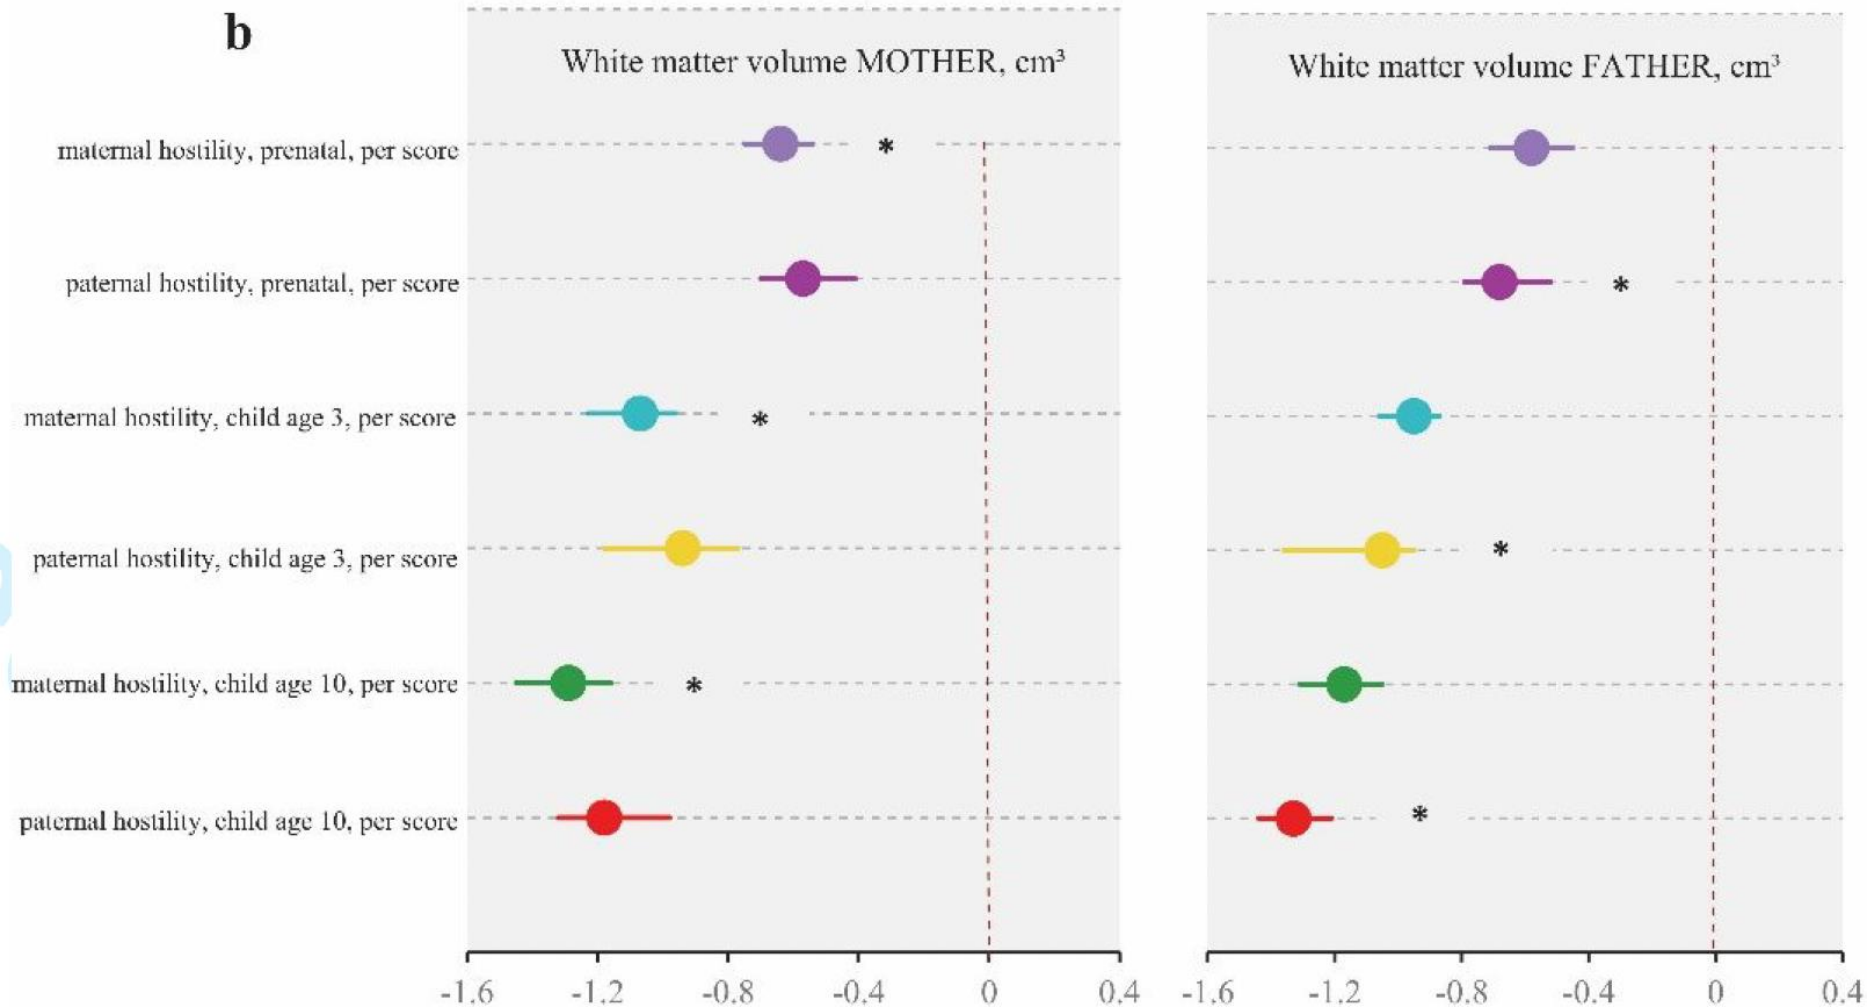 b
White matter volume MOTHER, cm³
White matter volume FATHER, cm³
maternal hostility, prenatal, per score
*
paternal hostility, prenatal, per score
*
maternal hostility, child age 3, per score
*
paternal hostility, child age 3, per score
*
maternal hostility, child age 10, per score
*
paternal hostility, child age 10, per score
*
-1.6 -1.2 -0.8 -0.4 0 0.4
-1.6 -1.2 -0.8 -0.4 0 0.4